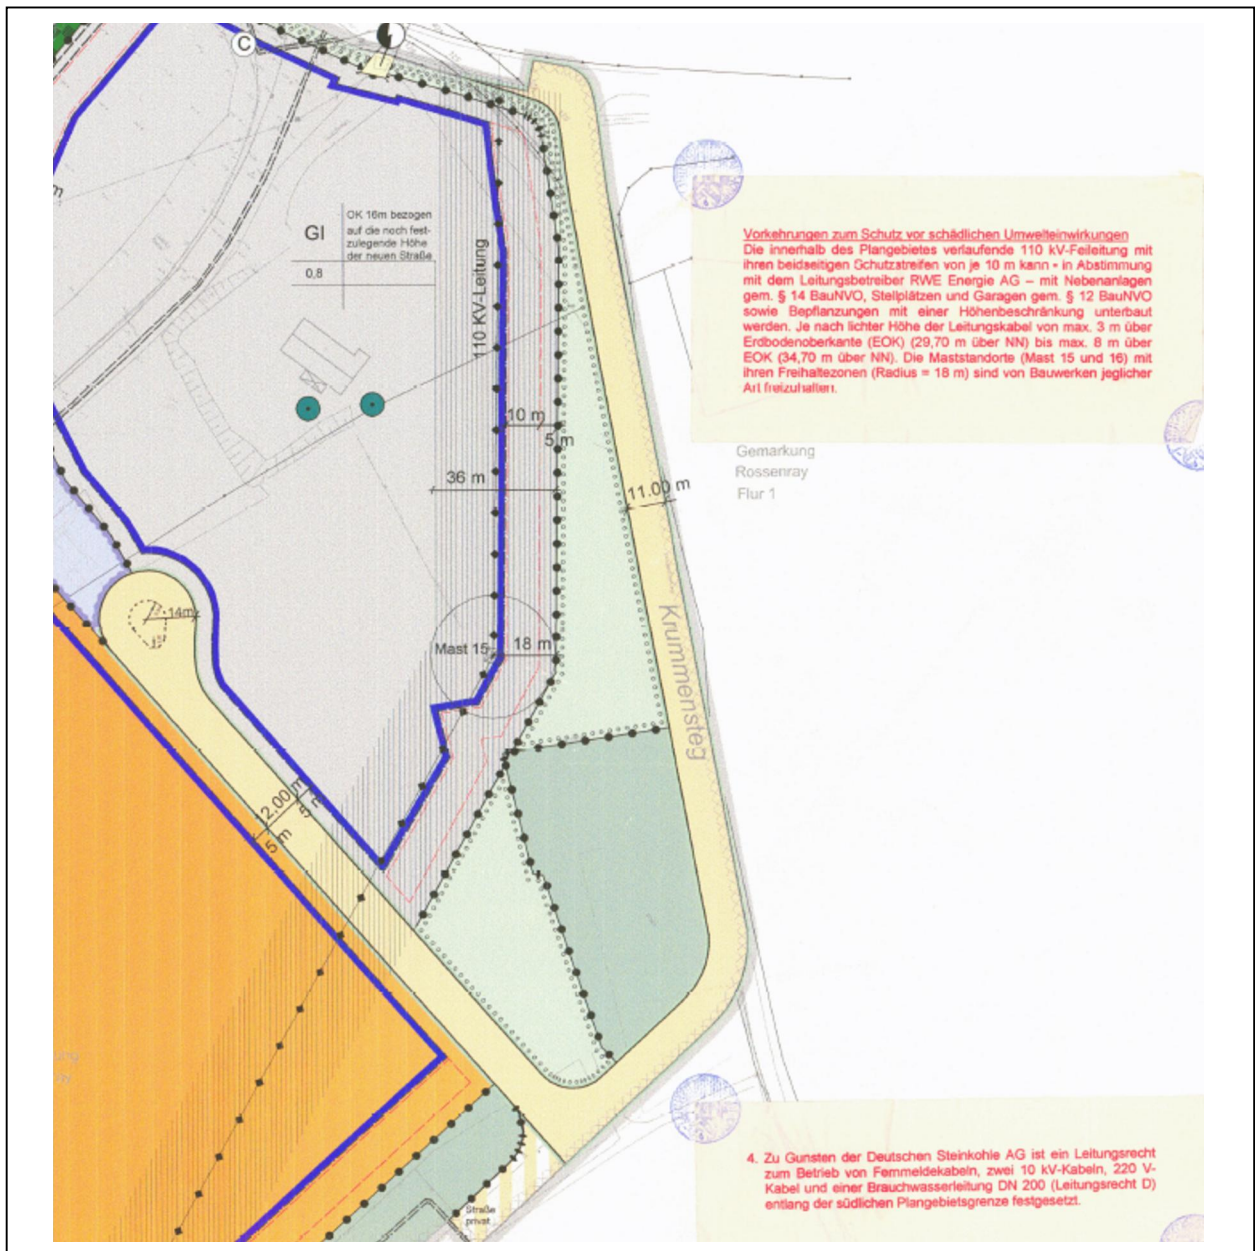 C
GI
0,8
OK 16m bezogen
auf die noch fest-
zulegende Höhe
der neuen Straße
110 KV-Leitung
10 m
5 m
36 m
11.00 m
14m
Mast 15
18 m
Krummensteg
5 m
Straße
privat
Vorkehrungen zum Schutz vor schädlichen Umwelteinwirkungen
Die innerhalb des Plangebietes verlaufende 110 kV-Feileitung mit
ihren beidseitigen Schutzstreifen von je 18 m kann - in Abstimmung
mit dem Leitungsbetreiber RWE Energie AG – mit Nebenanlagen
gem. § 14 BauNVO, Stellplätzen und Garagen gem. § 12 BauNVO
sowie Bepflanzungen mit einer Höhenbeschränkung unterbaut
werden. Je nach lichter Höhe der Leitungskabel von max. 3 m über
Erdbodenoberkante (EOK) (29,70 m über NN) bis max. 8 m über
EOK (34,70 m über NN). Die Maststandorte (Mast 15 und 16) mit
ihren Freihaltezonen (Radius = 18 m) sind von Bauwerken jeglicher
Art freizuhalten.
Gemarkung
Rossenray
Flur 1
4. Zu Gunsten der Deutschen Steinkohle AG ist ein Leitungsrecht
zum Betrieb von Fernmeldekabeln, zwei 10 kV-Kabeln, 220 V-
Kabel und einer Brauchwasserleitung DN 200 (Leitungsrecht D)
entlang der südlichen Plangebietsgrenze festgesetzt.